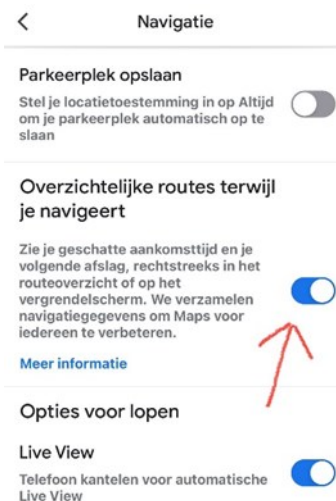 Navigatie
Parkeerplek opslaan
Stel je locatietoestemming in op Altijd
om je parkeerplek automatisch op te
slaan
Overzichtelijke routes terwijl
je navigeert
Zie je geschatte aankomsttijd en je
volgende afslag, rechtstreeks in het
routeoverzicht of op het
vergrendelscherm. We verzamelen
navigatiegegevens om Maps voor
iedereen te verbeteren.
Meer informatie
Opties voor lopen
Live View
Telefoon kantelen voor automatische
Live View